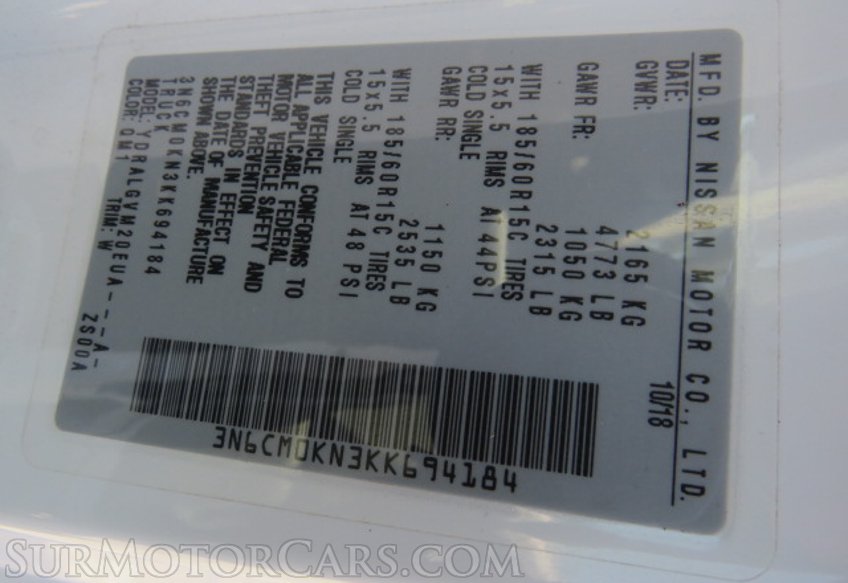 MFD. BY NISSAN MOTOR CO., LTD.
DATE: 10/18
GVWR: 2165 KG
4773 LB
GAWR FR: 1050 KG
2315 LB
WITH 185/60R15C TIRES
15x5.5 RIMS AT 44PSI
COLD SINGLE
GAWR RR: 1150 KG
2535 LB
WITH 185/60R15C TIRES
15x5.5 RIMS AT 48 PSI
COLD SINGLE
THIS VEHICLE CONFORMS TO
ALL APPLICABLE FEDERAL
MOTOR VEHICLE SAFETY AND
THEFT PREVENTION
STANDARDS IN EFFECT ON
THE DATE OF MANUFACTURE
SHOWN ABOVE.
3N6CM0KN3KK694184
TRUCK
MODEL: YDRALGVM20EUA---A-
COLOR: QM1 TRIM: W ZS00A
3N6CM0KN3KK694184
SURMOTORCARS.COM